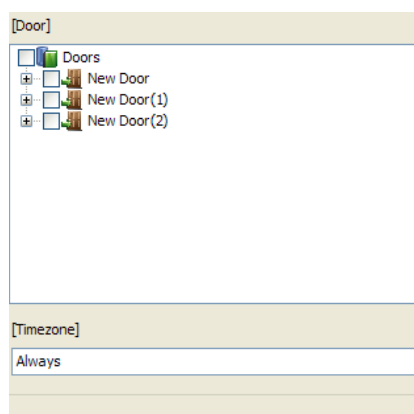 [Door]
Doors
New Door
New Door(1)
New Door(2)
[Timezone]
Always